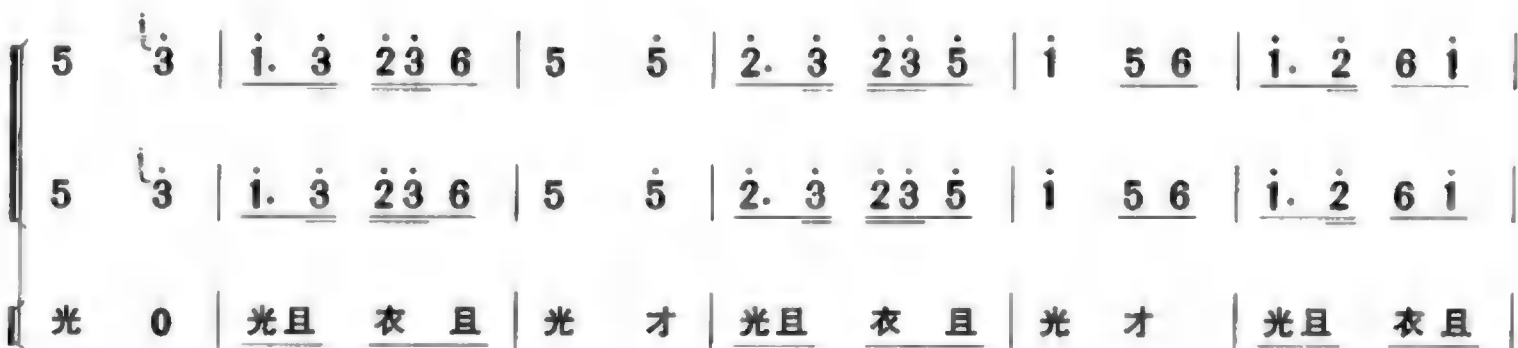 5 i̇ 3̇ | 1̇. 3̇ 2̇3̇ 6 | 5 5̇ | 2̇. 3̇ 2̇3̇ 5̇ | 1̇ 5 6 | 1̇. 2̇ 6 1̇ |
5 i̇ 3̇ | 1̇. 3̇ 2̇3̇ 6 | 5 5̇ | 2̇. 3̇ 2̇3̇ 5̇ | 1̇ 5 6 | 1̇. 2̇ 6 1̇ |
光 0 | 光且 衣 且 | 光 才 | 光且 衣 且 | 光 才 | 光且 衣且 |